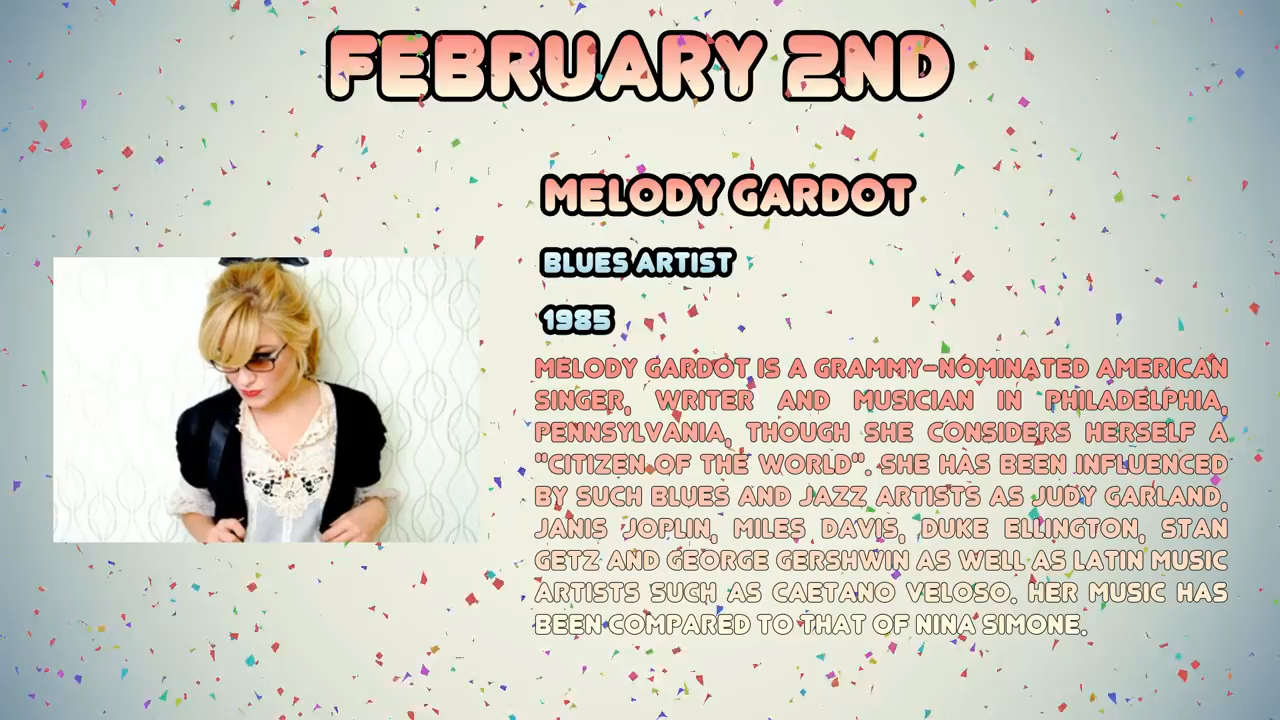 FEBRUARY 2ND
MELODY GARDOT
BLUES ARTIST
1985
MELODY GARDOT IS A GRAMMY-NOMINATED AMERICAN
SINGER, WRITER AND MUSICIAN IN PHILADELPHIA,
PENNSYLVANIA, THOUGH SHE CONSIDERS HERSELF A
"CITIZEN OF THE WORLD". SHE HAS BEEN INFLUENCED
BY SUCH BLUES AND JAZZ ARTISTS AS JUDY GARLAND,
JANIS JOPLIN, MILES DAVIS, DUKE ELLINGTON, STAN
GETZ AND GEORGE GERSHWIN AS WELL AS LATIN MUSIC
ARTISTS SUCH AS CAETANO VELOSO. HER MUSIC HAS
BEEN COMPARED TO THAT OF NINA SIMONE.